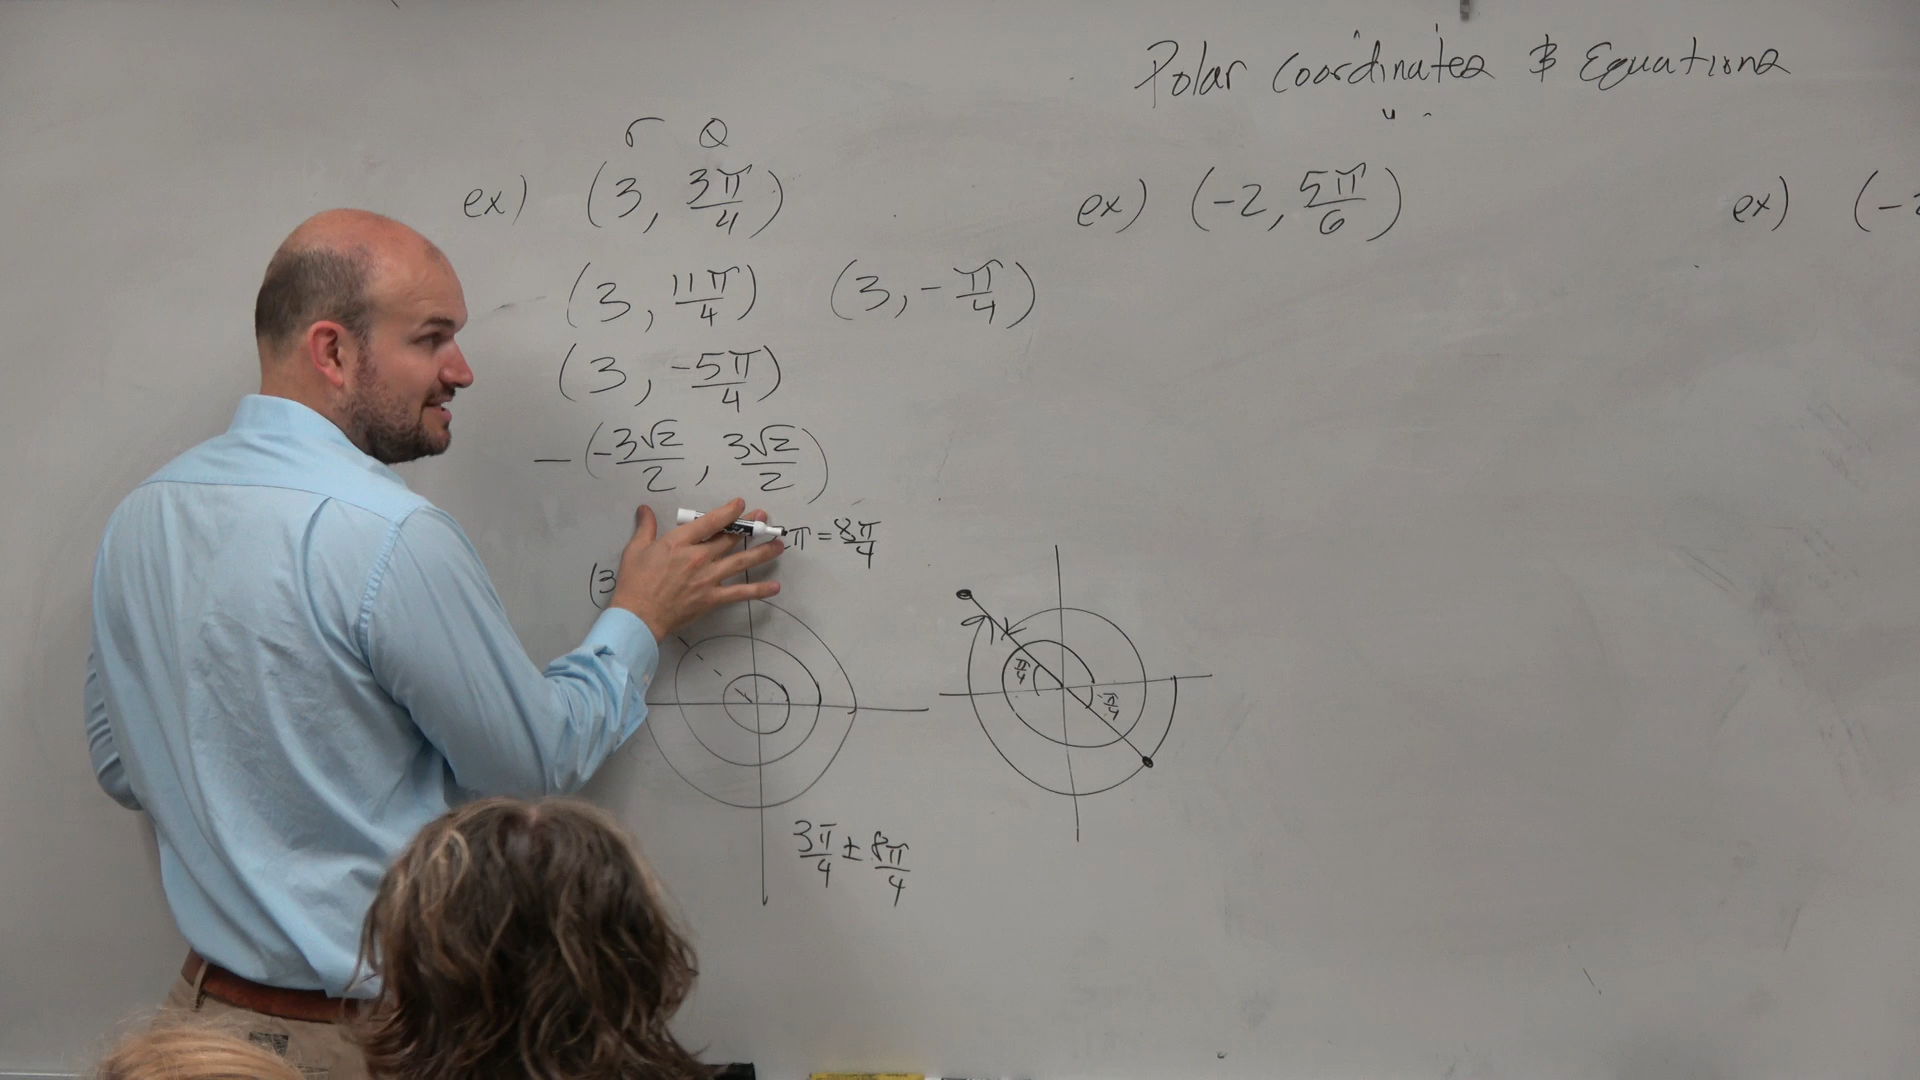 Polar Coordinates & Equations
r θ
ex) (3, 3π/4)
(3, 11π/4) (3, -π/4)
(3, -5π/4)
-(-3√2/2, 3√2/2)
π = 8π/4
(3
3π/4 ± 8π/4
π/4
-π/4
ex) (-2, 5π/6)
ex) (-